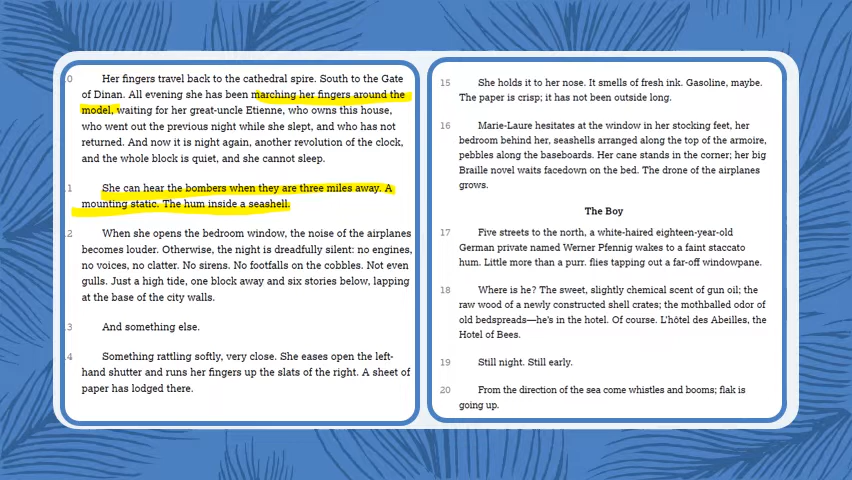 0 Her fingers travel back to the cathedral spire. South to the Gate
of Dinan. All evening she has been marching her fingers around the
model, waiting for her great-uncle Etienne, who owns this house,
who went out the previous night while she slept, and who has not
returned. And now it is night again, another revolution of the clock,
and the whole block is quiet, and she cannot sleep.
1 She can hear the bombers when they are three miles away. A
mounting static. The hum inside a seashell.
2 When she opens the bedroom window, the noise of the airplanes
becomes louder. Otherwise, the night is dreadfully silent: no engines,
no voices, no clatter. No sirens. No footfalls on the cobbles. Not even
gulls. Just a high tide, one block away and six stories below, lapping
at the base of the city walls.
3 And something else.
4 Something rattling softly, very close. She eases open the left-
hand shutter and runs her fingers up the slats of the right. A sheet of
paper has lodged there.
15 She holds it to her nose. It smells of fresh ink. Gasoline, maybe.
The paper is crisp; it has not been outside long.
16 Marie-Laure hesitates at the window in her stocking feet, her
bedroom behind her, seashells arranged along the top of the armoire,
pebbles along the baseboards. Her cane stands in the corner; her big
Braille novel waits facedown on the bed. The drone of the airplanes
grows.
The Boy
17 Five streets to the north, a white-haired eighteen-year-old
German private named Werner Pfennig wakes to a faint staccato
hum. Little more than a purr. flies tapping out a far-off windowpane.
18 Where is he? The sweet, slightly chemical scent of gun oil; the
raw wood of a newly constructed shell crates; the mothballed odor of
old bedspreads—he's in the hotel. Of course. L'hôtel des Abeilles, the
Hotel of Bees.
19 Still night. Still early.
20 From the direction of the sea come whistles and booms; flak is
going up.